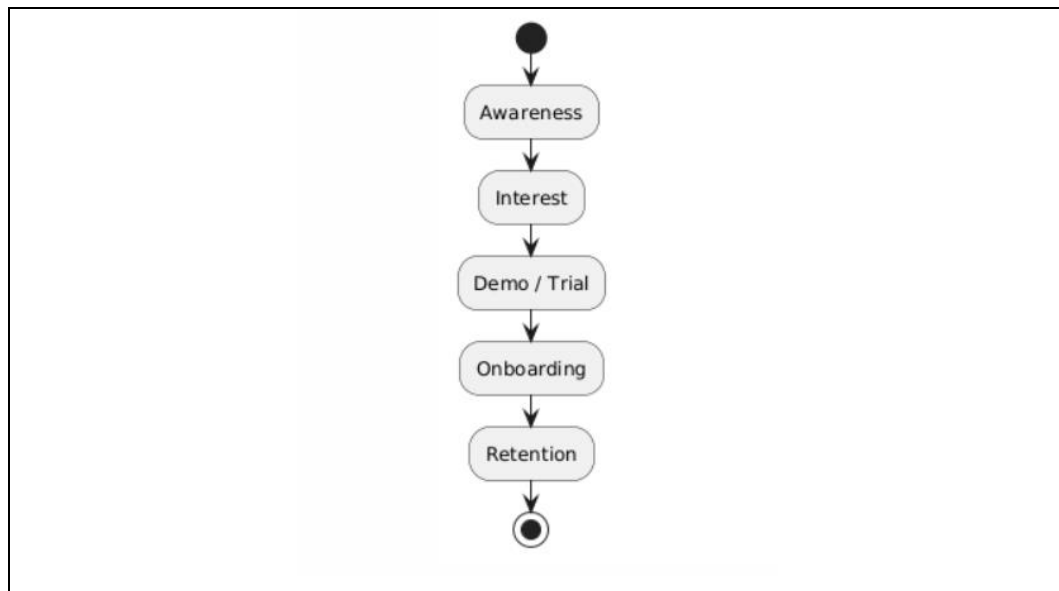 Awareness
Interest
Demo / Trial
Onboarding
Retention